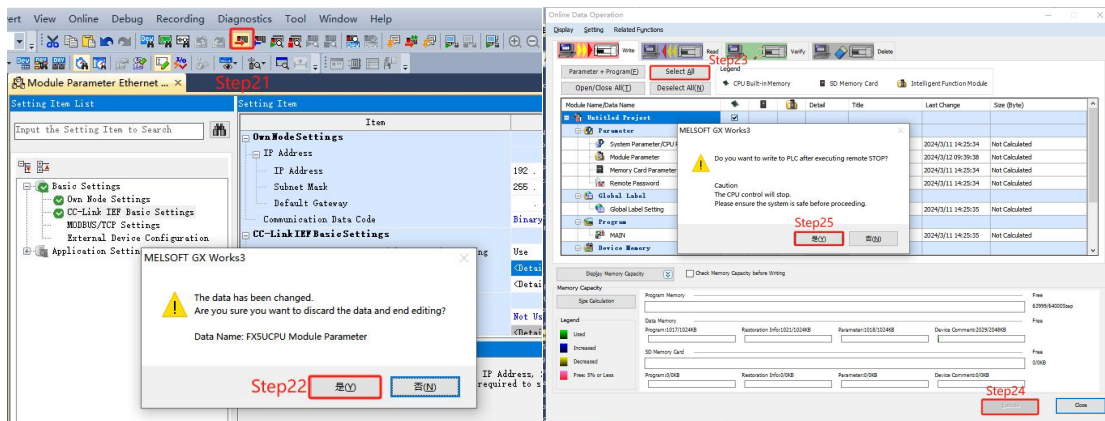 ert View Online Debug Recording Diagnostics Tool Window Help
Step21
Module Parameter Ethernet ... ×
Setting Item List
Input the Setting Item to Search
Basic Settings
Own Node Settings
CC-Link IEF Basic Settings
MODBUS/TCP Settings
External Device Configuration
Application Settin
Setting Item
Item
Own Node Settings
IP Address
IP Address 192 .
Subnet Mask 255 .
Default Gateway .
Communication Data Code Binary
CC-Link IEF Basic Settings
ng Use
<Detai
<Detai
Not Us
<Detai
IP Address,
required to s
MELSOFT GX Works3
The data has been changed.
Are you sure you want to discard the data and end editing?
Data Name: FX5UCPU Module Parameter
Step22
是(Y)
否(N)
Online Data Operation
Display Setting Related Functions
Write Read Verify Delete
Step23
Parameter + Program(F) Select All
Open/Close All(T) Deselect All(N)
Legend
CPU Built-in Memory SD Memory Card Intelligent Function Module
Module Name/Data Name Detail Title Last Change Size (Byte)
Untitled Project
Parameter
System Parameter/CPU P 2024/3/11 14:25:34 Not Calculated
Module Parameter 2024/3/12 09:39:38 Not Calculated
Memory Card Parameter 2024/3/11 14:25:34 Not Calculated
Remote Password 2024/3/11 14:25:34 Not Calculated
Global Label
Global Label Setting 2024/3/11 14:25:35 Not Calculated
Program
MAIN 2024/3/11 14:25:35 Not Calculated
Device Memory
MELSOFT GX Works3
Do you want to write to PLC after executing remote STOP?
Caution
The CPU control will stop.
Please ensure the system is safe before proceeding.
Step25
是(Y)
否(N)
Display Memory Capacity
Check Memory Capacity before Writing
Memory Capacity
Size Calculation
Legend
Used
Increased
Decreased
Free: 5% or Less
Program Memory Free
63999/64000Step
Data Memory Free
Program:1017/1024KB Restoration Info:1021/1024KB Parameter:1018/1024KB Device Comment:2029/2048KB
SD Memory Card Free
0/0KB
Program:0/0KB Restoration Info:0/0KB Parameter:0/0KB Device Comment:0/0KB
Step24
Close